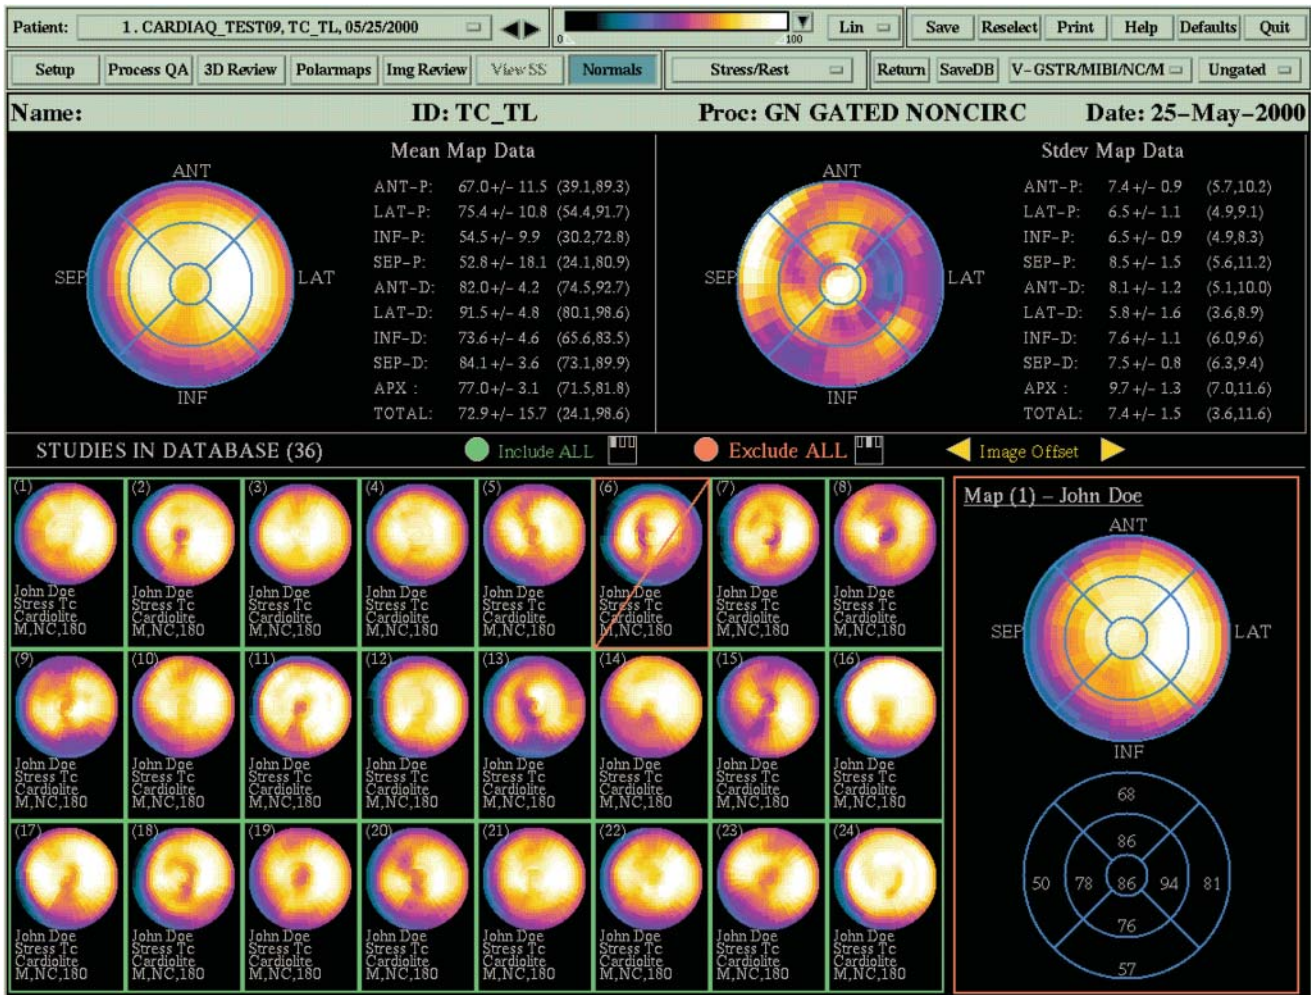 Patient: 1 . CARDIAQ_TEST09, TC_TL, 05/25/2000 0 100 Lin Save Reselect Print Help Defaults Quit
Setup Process QA 3D Review Polarmaps Img Review View SS Normals Stress/Rest Return SaveDB V-GSTR/MIBI/NC/M Ungated
Name: ID: TC_TL Proc: GN GATED NONCIRC Date: 25-May-2000
Mean Map Data
ANT
SEP
LAT
INF
ANT-P: 67.0+/- 11.5 (39.1,89.3)
LAT-P: 75.4+/- 10.8 (54.4,91.7)
INF-P: 54.5+/- 9.9 (30.2,72.8)
SEP-P: 52.8+/- 18.1 (24.1,80.9)
ANT-D: 82.0+/- 4.2 (74.5,92.7)
LAT-D: 91.5+/- 4.8 (80.1,98.6)
INF-D: 73.6+/- 4.6 (65.6,83.5)
SEP-D: 84.1+/- 3.6 (73.1,89.9)
APX : 77.0+/- 3.1 (71.5,81.8)
TOTAL: 72.9+/- 15.7 (24.1,98.6)
Stdev Map Data
ANT
SEP
LAT
INF
ANT-P: 7.4+/- 0.9 (5.7,10.2)
LAT-P: 6.5+/- 1.1 (4.9,9.1)
INF-P: 6.5+/- 0.9 (4.9,8.3)
SEP-P: 8.5+/- 1.5 (5.6,11.2)
ANT-D: 8.1+/- 1.2 (5.1,10.0)
LAT-D: 5.8+/- 1.6 (3.6,8.9)
INF-D: 7.6+/- 1.1 (6.0,9.6)
SEP-D: 7.5+/- 0.8 (6.3,9.4)
APX : 9.7+/- 1.3 (7.0,11.6)
TOTAL: 7.4+/- 1.5 (3.6,11.6)
STUDIES IN DATABASE (36) Include ALL Exclude ALL Image Offset
(1) (2) (3) (4) (5) (6) (7) (8)
John Doe John Doe John Doe John Doe John Doe John Doe John Doe John Doe
Stress Tc Stress Tc Stress Tc Stress Tc Stress Tc Stress Tc Stress Tc Stress Tc
Cardiolite Cardiolite Cardiolite Cardiolite Cardiolite Cardiolite Cardiolite Cardiolite
M,NC,180 M,NC,180 M,NC,180 M,NC,180 M,NC,180 M,NC,180 M,NC,180 M,NC,180
(9) (10) (11) (12) (13) (14) (15) (16)
John Doe John Doe John Doe John Doe John Doe John Doe John Doe John Doe
Stress Tc Stress Tc Stress Tc Stress Tc Stress Tc Stress Tc Stress Tc Stress Tc
Cardiolite Cardiolite Cardiolite Cardiolite Cardiolite Cardiolite Cardiolite Cardiolite
M,NC,180 M,NC,180 M,NC,180 M,NC,180 M,NC,180 M,NC,180 M,NC,180 M,NC,180
(17) (18) (19) (20) (21) (22) (23) (24)
John Doe John Doe John Doe John Doe John Doe John Doe John Doe John Doe
Stress Tc Stress Tc Stress Tc Stress Tc Stress Tc Stress Tc Stress Tc Stress Tc
Cardiolite Cardiolite Cardiolite Cardiolite Cardiolite Cardiolite Cardiolite Cardiolite
M,NC,180 M,NC,180 M,NC,180 M,NC,180 M,NC,180 M,NC,180 M,NC,180 M,NC,180
Map (1) – John Doe
ANT
SEP
LAT
INF
68
86
50 78 86 94 81
76
57